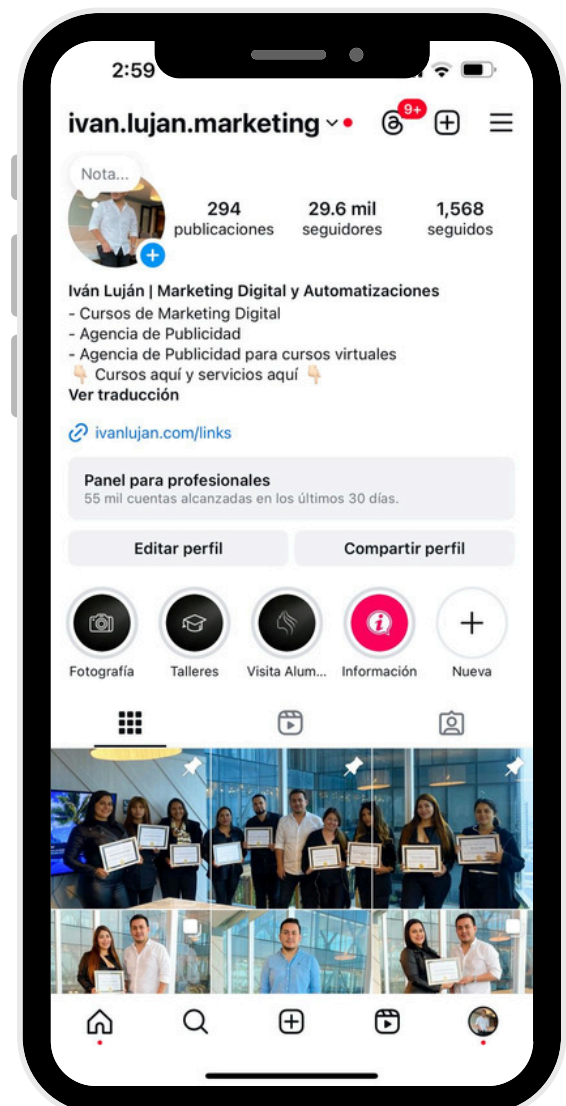 2:59
ivan.lujan.marketing
9+
Nota...
294
publicaciones
29.6 mil
seguidores
1,568
seguidos
Iván Luján | Marketing Digital y Automatizaciones
- Cursos de Marketing Digital
- Agencia de Publicidad
- Agencia de Publicidad para cursos virtuales
👇🏻 Cursos aquí y servicios aquí 👇🏻
Ver traducción
ivanlujan.com/links
Panel para profesionales
55 mil cuentas alcanzadas en los últimos 30 días.
Editar perfil
Compartir perfil
Fotografía
Talleres
Visita Alum...
Información
Nueva